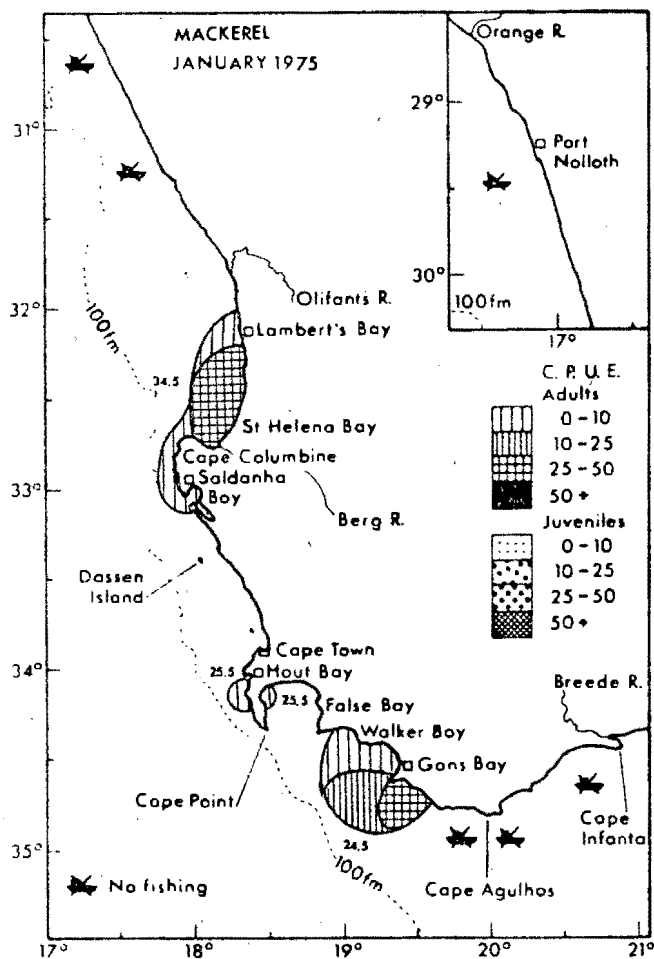 MACKEREL
JANUARY 1975
Orange R.
29°
Port
Nolloth
30°
100fm
17°
31°
32°
33°
34°
35°
100fm
Olifants R.
Lambert's Bay
34.5
St Helena Bay
Cape Columbine
Saldanha
Boy
Berg R.
Dassen
Island
Cape Town
25.5
Hout Bay
25.5
False Bay
Walker Boy
Gons Bay
Cape Point
24.5
100fm
Breede R.
Cape
Infanta
Cape Agulhos
No fishing
C. P. U. E.
Adults
0-10
10-25
25-50
50+
Juveniles
0-10
10-25
25-50
50+
17°
18°
19°
20°
21°